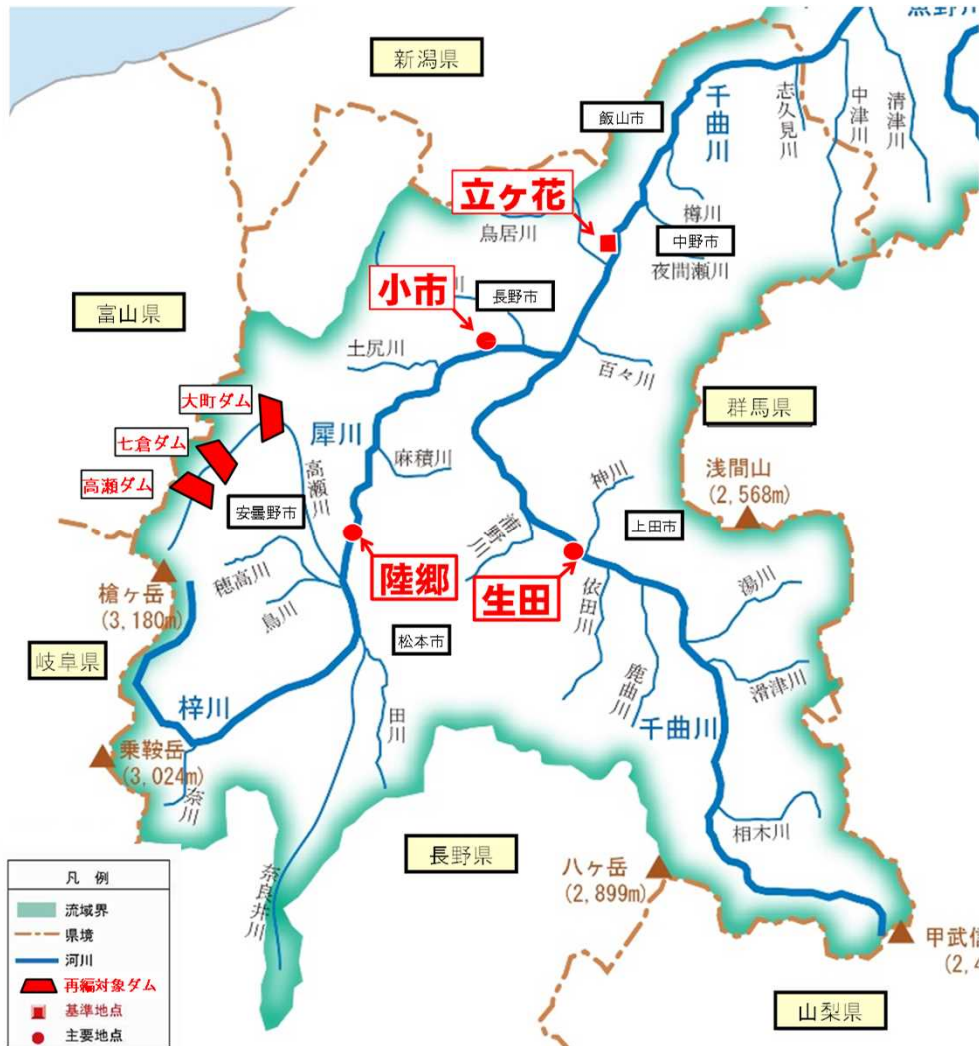 新潟県
魚野川
飯山市
千曲川
志久見川
中津川
清津川
立ヶ花
鳥居川
樽川
中野市
夜間瀬川
小市
川
長野市
富山県
土尻川
百々川
大町ダム
犀川
群馬県
七倉ダム
高瀬川
麻績川
浅間山
(2,568m)
高瀬ダム
安曇野市
神川
上田市
浦野川
陸郷
生田
槍ヶ岳
(3,180m)
穂高川
烏川
依田川
湯川
岐阜県
松本市
鹿曲川
滑津川
梓川
田川
千曲川
乗鞍岳
(3,024m)
奈川
相木川
長野県
八ヶ岳
(2,899m)
奈良井川
甲武信
(2,4
山梨県
凡 例
流域界
県境
河川
再編対象ダム
基準地点
主要地点